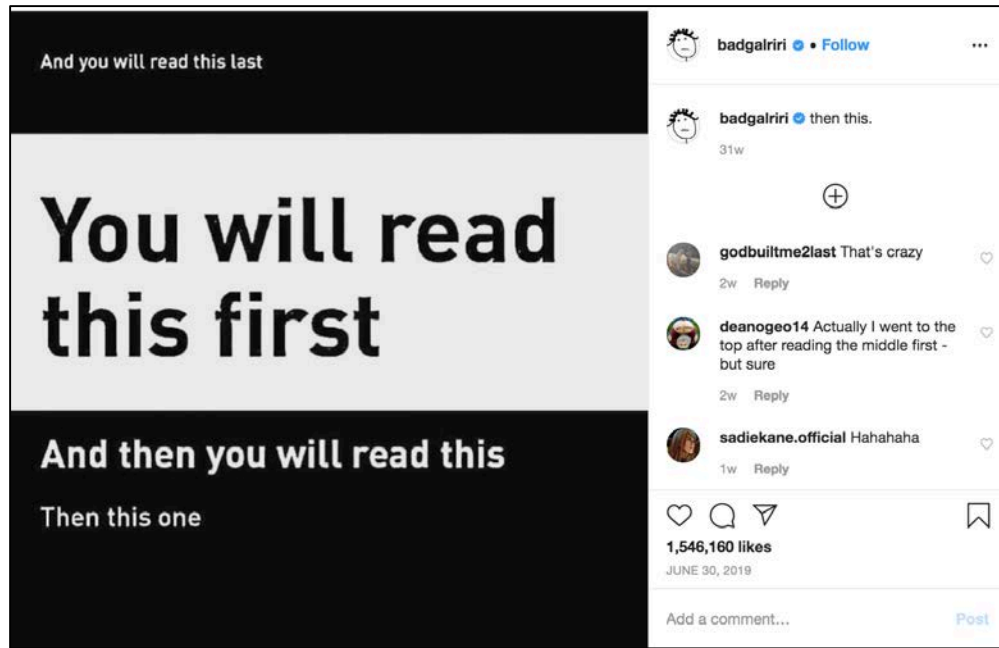 And you will read this last
You will read
this first
And then you will read this
Then this one
badgalriri • Follow
badgalriri then this.
31w
godbuiltme2last That's crazy
2w Reply
deanogeo14 Actually I went to the
top after reading the middle first -
but sure
2w Reply
sadiekane.official Hahahaha
1w Reply
1,546,160 likes
JUNE 30, 2019
Add a comment... Post